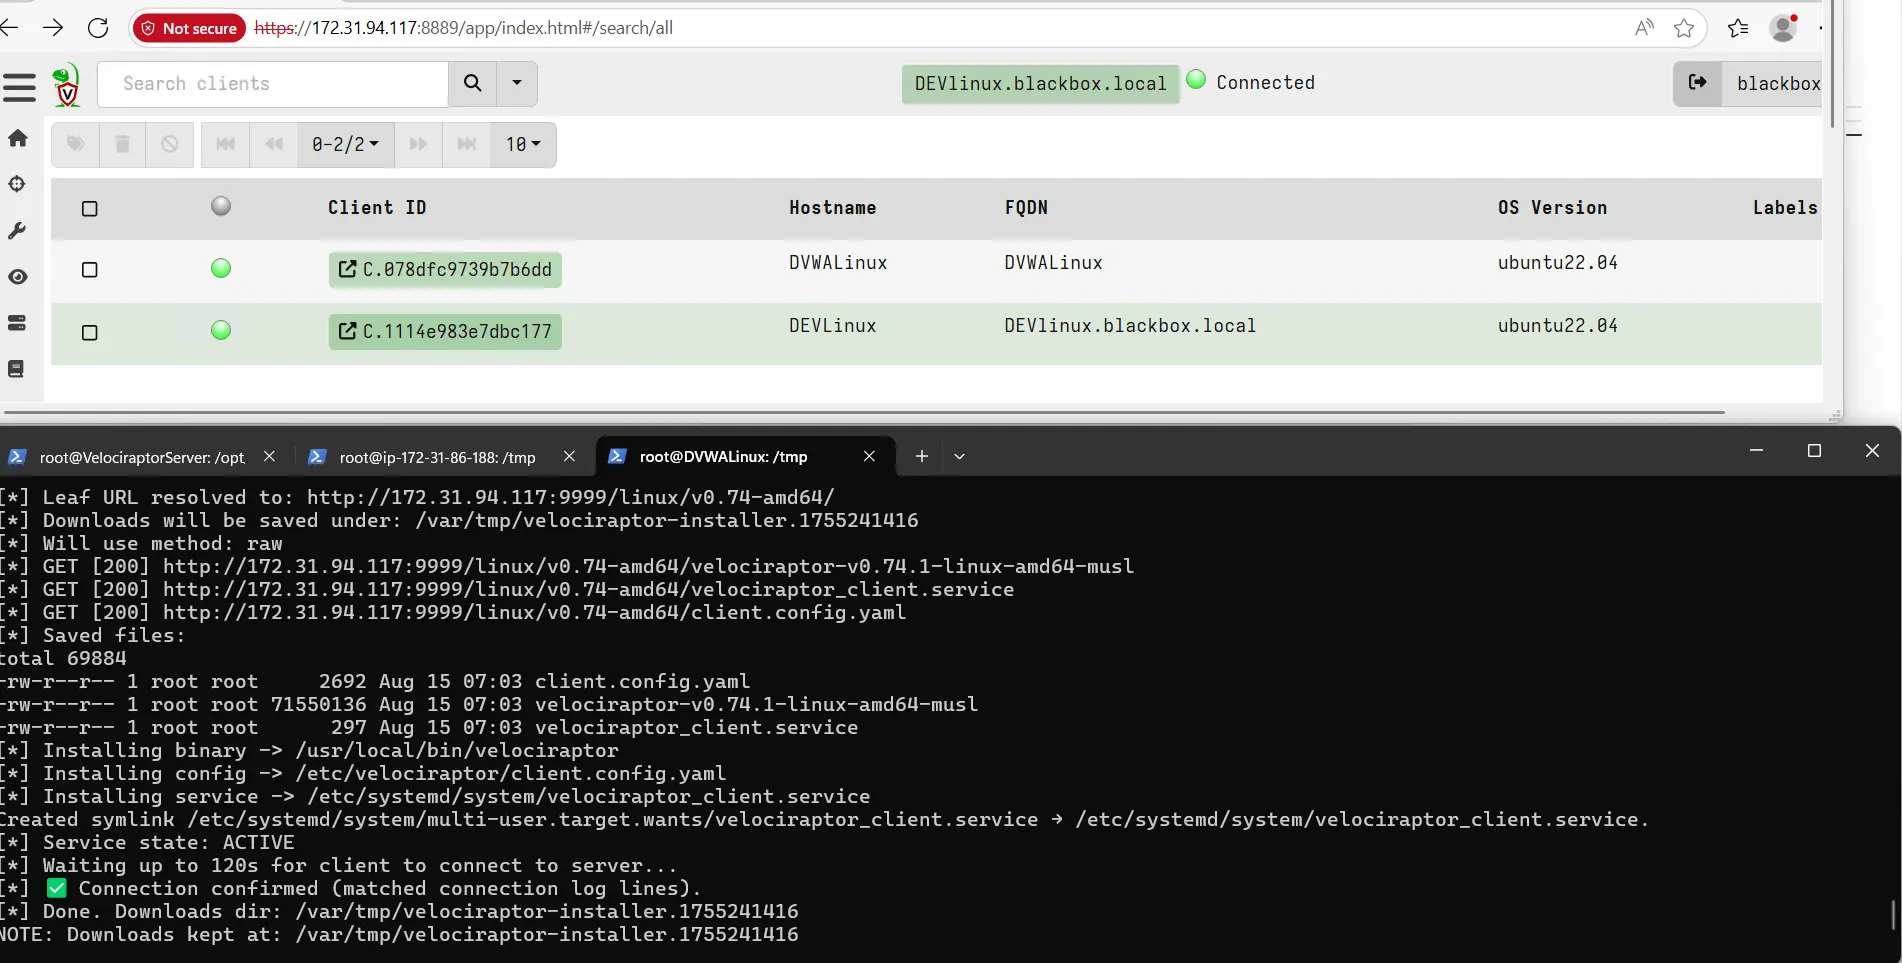 Not secure https://172.31.94.117:8889/app/index.html#/search/all
Search clients DEVlinux.blackbox.local Connected blackbox
0-2/2 10
Client ID Hostname FQDN OS Version Labels
C.078dfc9739b7b6dd DVWALinux DVWALinux ubuntu22.04
C.1114e983e7dbc177 DEVLinux DEVlinux.blackbox.local ubuntu22.04
root@VelociraptorServer: /opt, root@ip-172-31-86-188: /tmp root@DVWALinux: /tmp
[*] Leaf URL resolved to: http://172.31.94.117:9999/linux/v0.74-amd64/
[*] Downloads will be saved under: /var/tmp/velociraptor-installer.1755241416
[*] Will use method: raw
[*] GET [200] http://172.31.94.117:9999/linux/v0.74-amd64/velociraptor-v0.74.1-linux-amd64-musl
[*] GET [200] http://172.31.94.117:9999/linux/v0.74-amd64/velociraptor_client.service
[*] GET [200] http://172.31.94.117:9999/linux/v0.74-amd64/client.config.yaml
[*] Saved files:
total 69884
-rw-r--r-- 1 root root 2692 Aug 15 07:03 client.config.yaml
-rw-r--r-- 1 root root 71550136 Aug 15 07:03 velociraptor-v0.74.1-linux-amd64-musl
-rw-r--r-- 1 root root 297 Aug 15 07:03 velociraptor_client.service
[*] Installing binary -> /usr/local/bin/velociraptor
[*] Installing config -> /etc/velociraptor/client.config.yaml
[*] Installing service -> /etc/systemd/system/velociraptor_client.service
Created symlink /etc/systemd/system/multi-user.target.wants/velociraptor_client.service → /etc/systemd/system/velociraptor_client.service.
[*] Service state: ACTIVE
[*] Waiting up to 120s for client to connect to server...
[*] ✅ Connection confirmed (matched connection log lines).
[*] Done. Downloads dir: /var/tmp/velociraptor-installer.1755241416
NOTE: Downloads kept at: /var/tmp/velociraptor-installer.1755241416